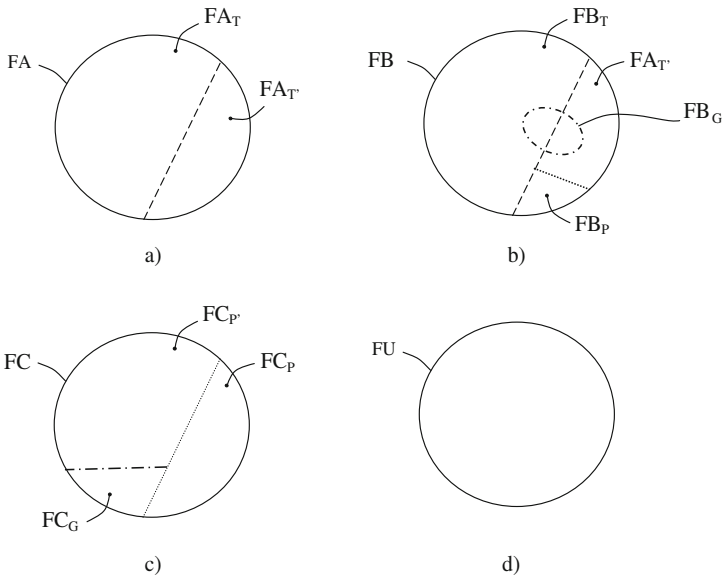 FA FA_T FA_T'
a)
FB FB_T FA_T' FB_G FB_P
b)
FC FC_P' FC_P FC_G
c)
FU
d)